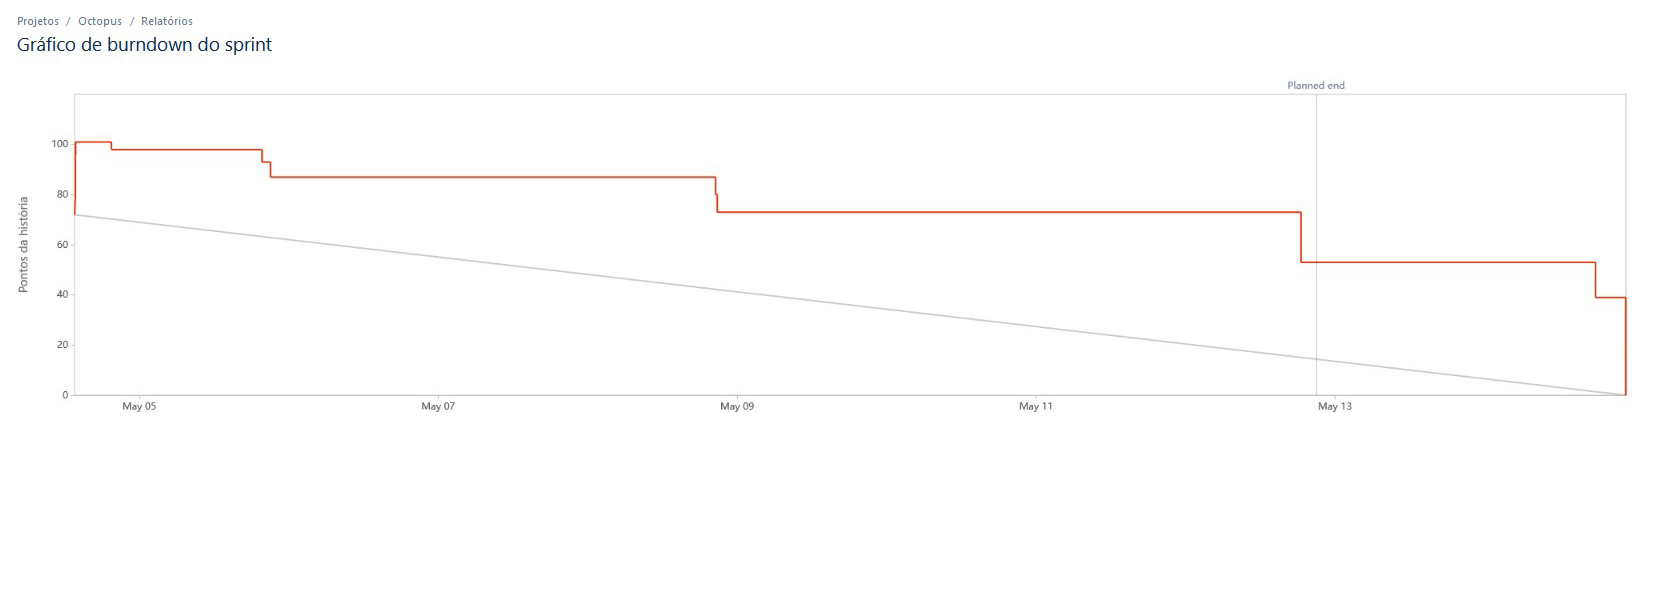 Projetos / Octopus / Relatórios
Gráfico de burndown do sprint
Planned end
Pontos da história
100
80
60
40
20
0
May 05
May 07
May 09
May 11
May 13